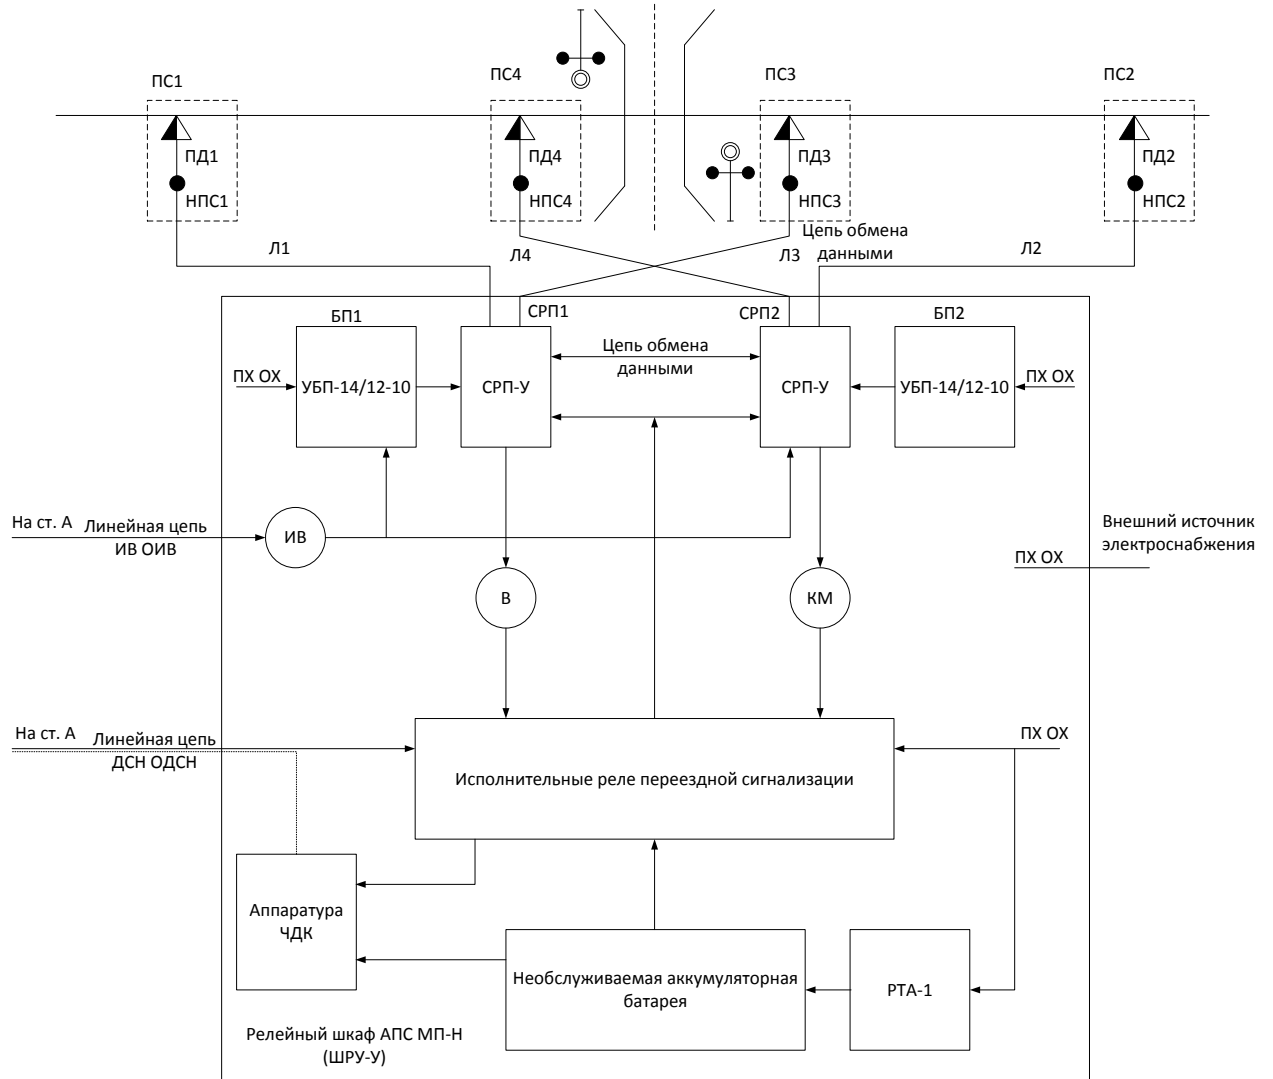 ПС1
ПС4
ПС3
ПС2
ПД1
ПД4
ПД3
ПД2
НПС1
НПС4
НПС3
НПС2
Л1
Л4
Л3
Цепь обмена
данными
Л2
БП1
СРП1
СРП2
БП2
ПХ ОХ
УБП-14/12-10
СРП-У
Цепь обмена
данными
СРП-У
УБП-14/12-10
ПХ ОХ
На ст. А
Линейная цепь
ИВ ОИВ
ИВ
Внешний источник
электроснабжения
ПХ ОХ
В
КМ
На ст. А
Линейная цепь
ДСН ОДСН
ПХ ОХ
Исполнительные реле переездной сигнализации
Аппаратура
ЧДК
Необслуживаемая аккумуляторная
батарея
РТА-1
Релейный шкаф АПС МП-Н
(ШРУ-У)